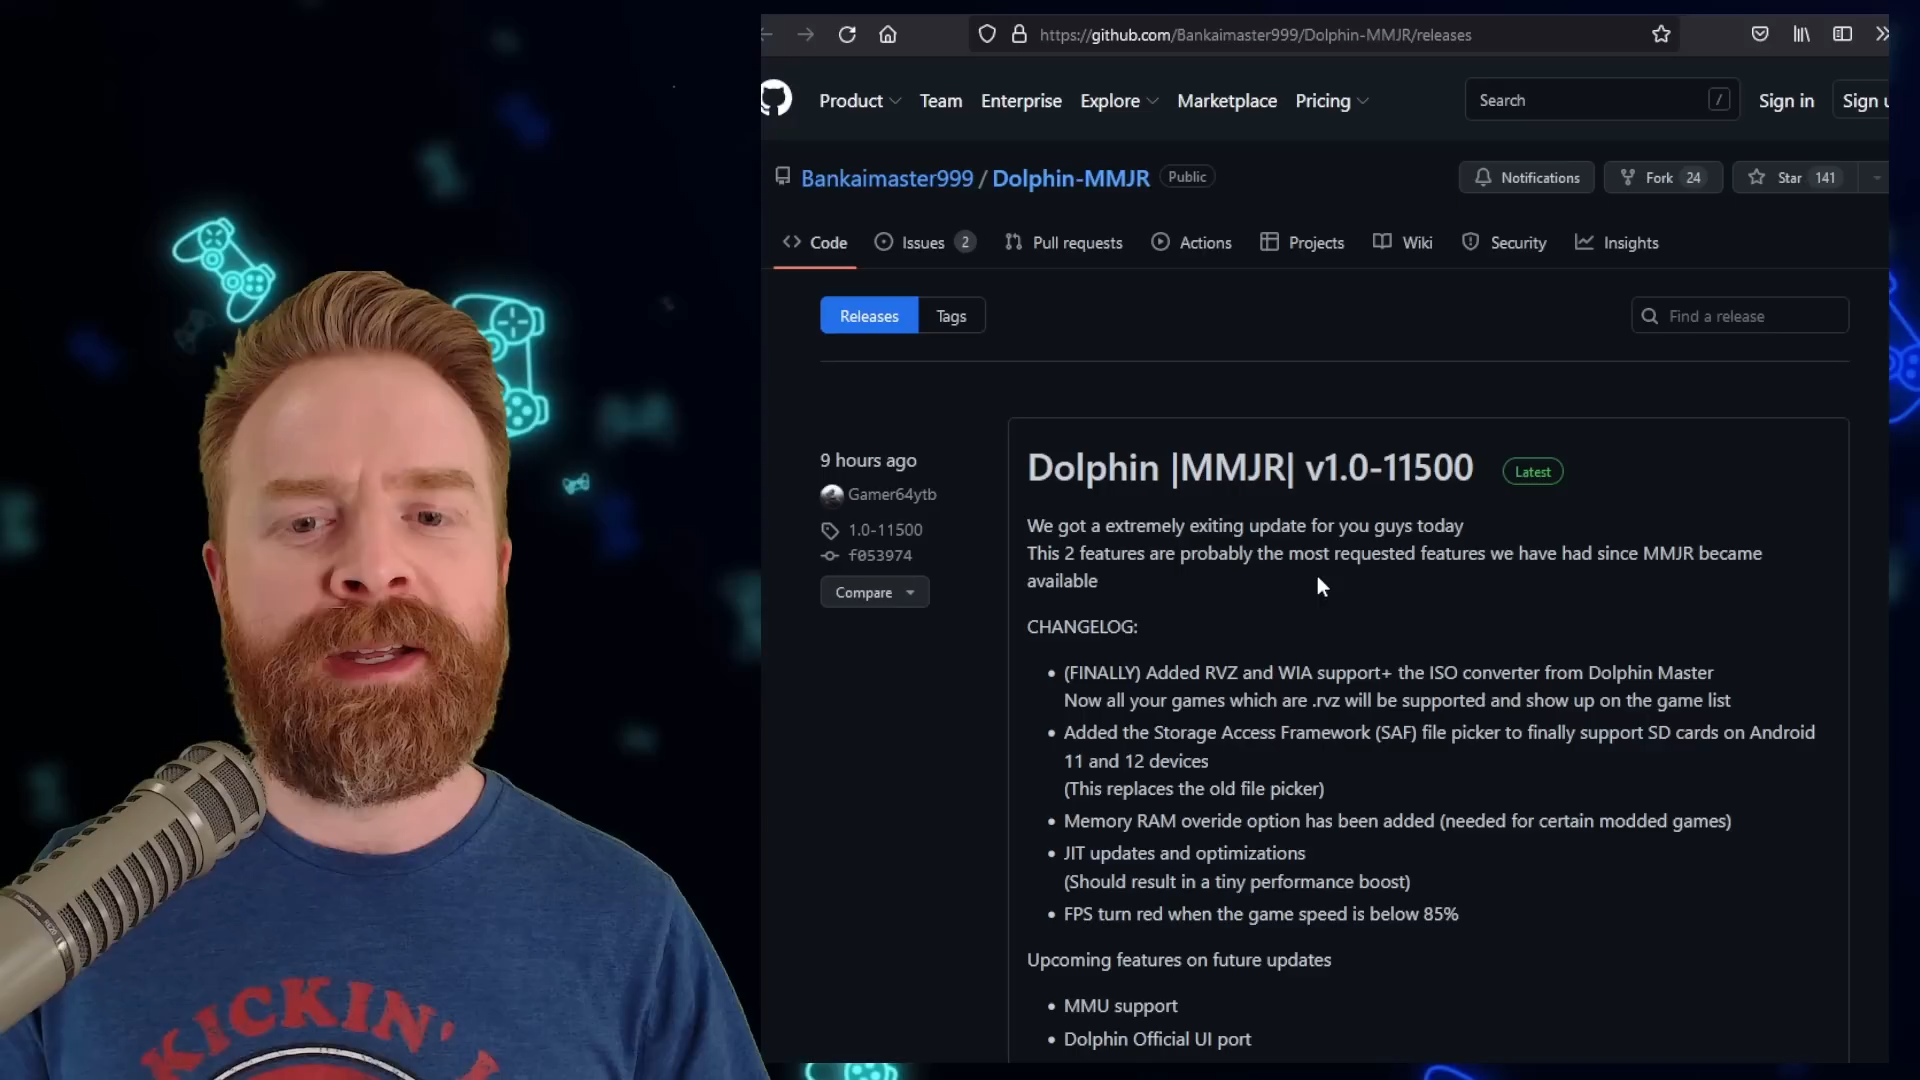 https://github.com/Bankaimaster999/Dolphin-MMJR/releases
Product Team Enterprise Explore Marketplace Pricing Search / Sign in Sign u
Bankaimaster999 / Dolphin-MMJR Public Notifications Fork 24 Star 141
Code Issues 2 Pull requests Actions Projects Wiki Security Insights
Releases Tags Find a release
9 hours ago
Gamer64ytb
1.0-11500
f053974
Compare
Dolphin |MMJR| v1.0-11500 Latest
We got a extremely exiting update for you guys today
This 2 features are probably the most requested features we have had since MMJR became
available
CHANGELOG:
• (FINALLY) Added RVZ and WIA support+ the ISO converter from Dolphin Master
Now all your games which are .rvz will be supported and show up on the game list
• Added the Storage Access Framework (SAF) file picker to finally support SD cards on Android
11 and 12 devices
(This replaces the old file picker)
• Memory RAM overide option has been added (needed for certain modded games)
• JIT updates and optimizations
(Should result in a tiny performance boost)
• FPS turn red when the game speed is below 85%
Upcoming features on future updates
• MMU support
• Dolphin Official UI port
KICKIN'